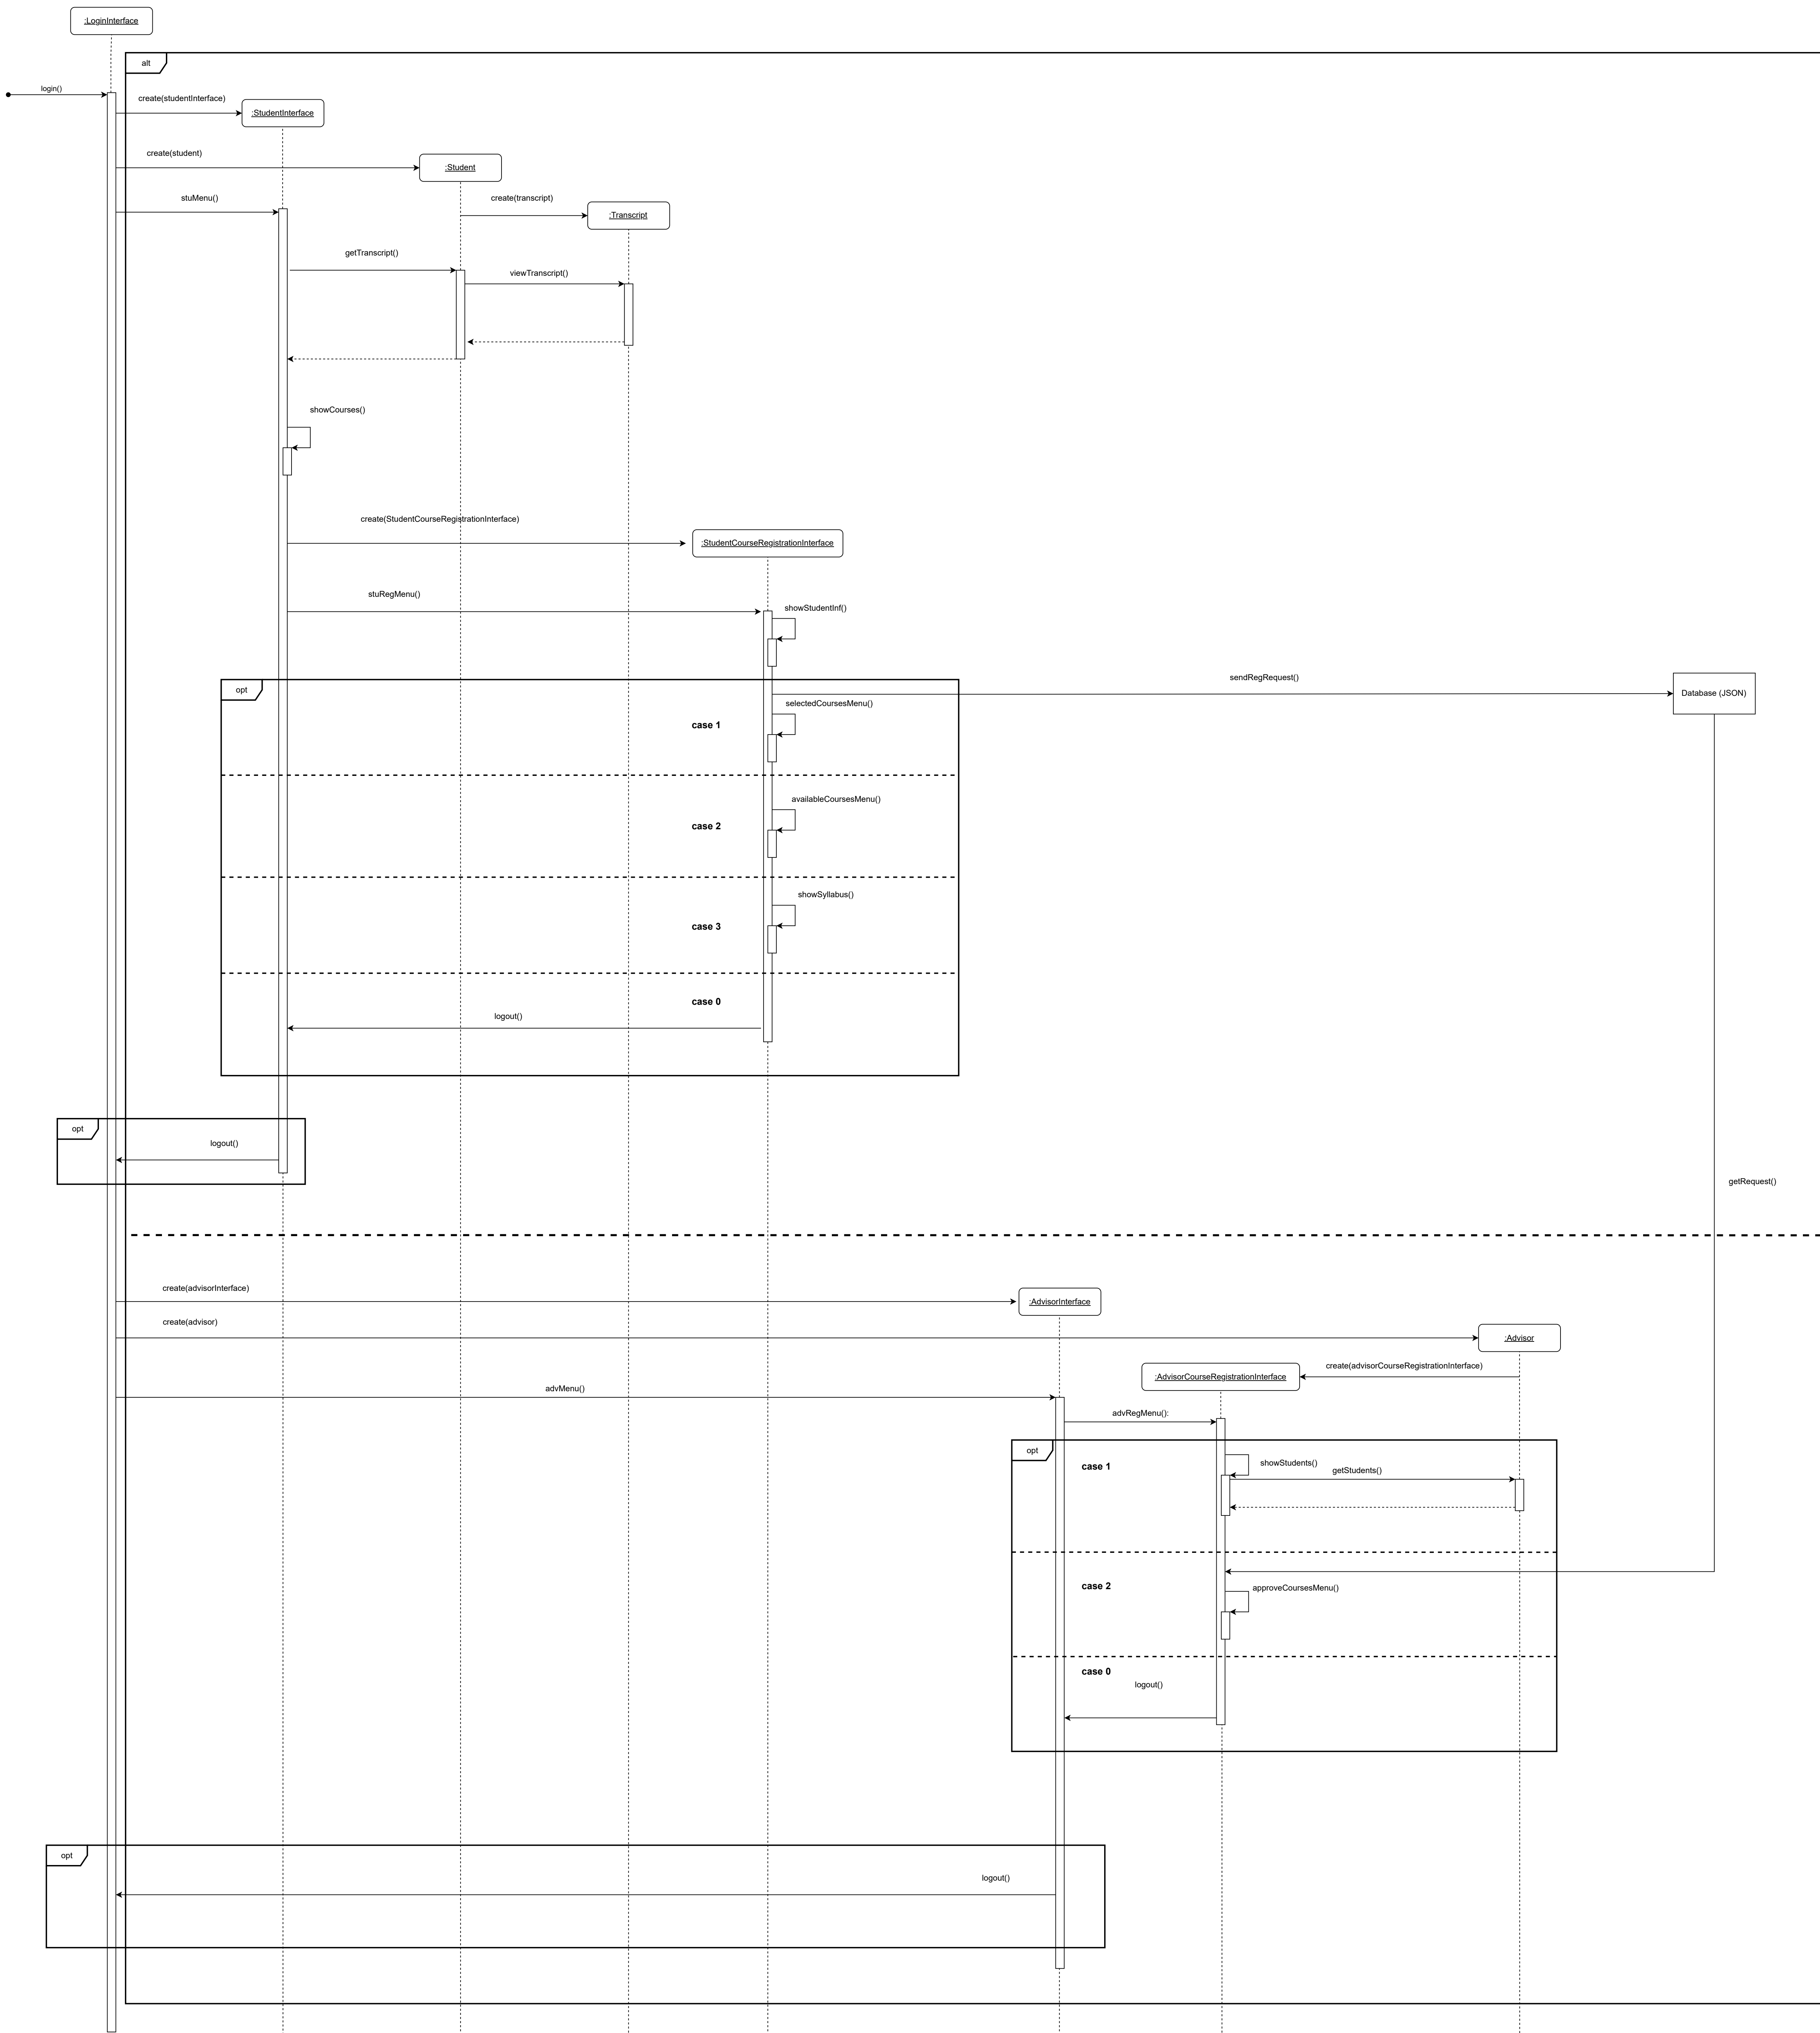 :LoginInterface
alt
login()
create(studentInterface)
:StudentInterface
create(student)
:Student
stuMenu()
create(transcript)
:Transcript
getTranscript()
viewTranscript()
showCourses()
create(StudentCourseRegistrationInterface)
:StudentCourseRegistrationInterface
stuRegMenu()
showStudentInf()
sendRegRequest()
opt
Database (JSON)
selectedCoursesMenu()
case 1
availableCoursesMenu()
case 2
showSyllabus()
case 3
case 0
logout()
opt
logout()
getRequest()
create(advisorInterface)
:AdvisorInterface
create(advisor)
:Advisor
create(advisorCourseRegistrationInterface)
:AdvisorCourseRegistrationInterface
advMenu()
advRegMenu():
opt
case 1
showStudents()
getStudents()
case 2
approveCoursesMenu()
case 0
logout()
opt
logout()